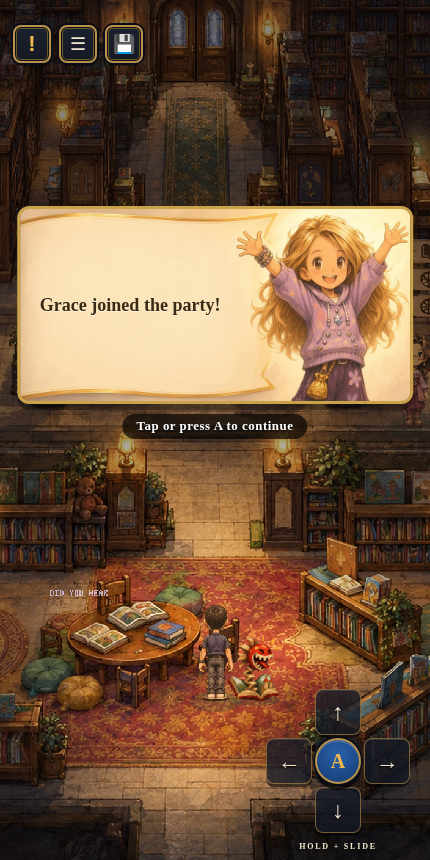 !
☰
Grace joined the party!
Tap or press A to continue
DID YOU HEAR
↑
←
A
→
↓
HOLD + SLIDE